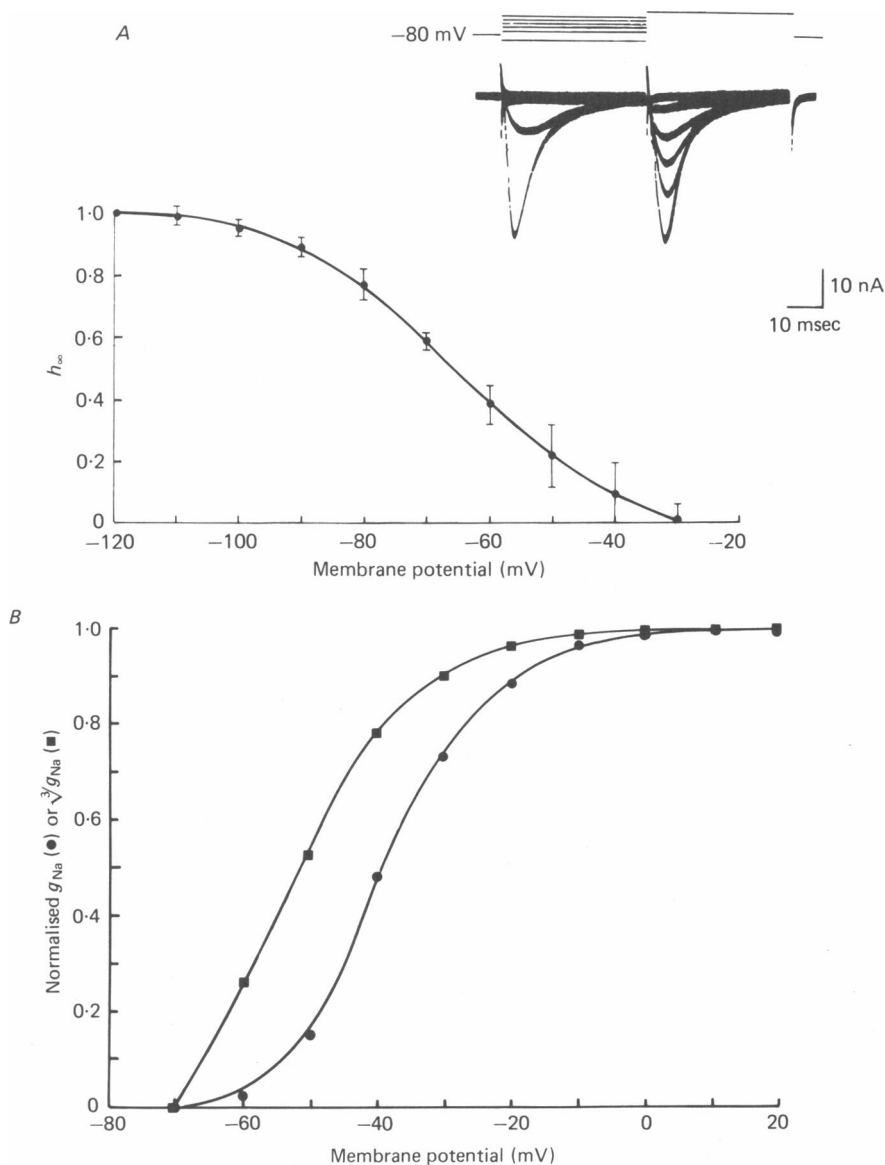 A
−80 mV
10 nA
10 msec
h∞
1·0
0·8
0·6
0·4
0·2
0
−120
−100
−80
−60
−40
−-20
Membrane potential (mV)
B
Normalised gNa (●) or ∛gNa (■)
1·0
0·8
0·6
0·4
0·2
0
−80
−60
−40
−20
0
20
Membrane potential (mV)